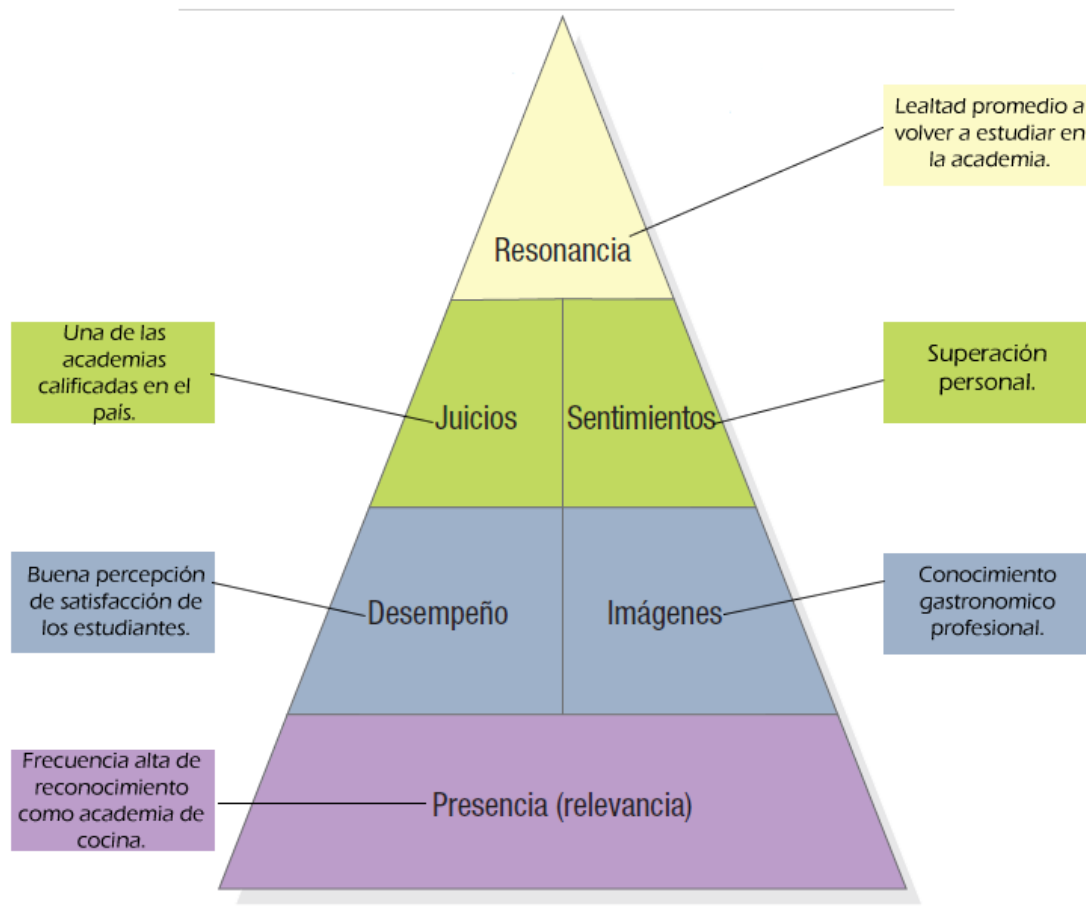 Lealtad promedio a
volver a estudiar en
la academia.
Resonancia
Una de las
academias
calificadas en el
país.
Juicios
Sentimientos
Superación
personal.
Buena percepción
de satisfacción de
los estudiantes.
Desempeño
Imágenes
Conocimiento
gastronomico
profesional.
Frecuencia alta de
reconocimiento
como academia de
cocina.
Presencia (relevancia)